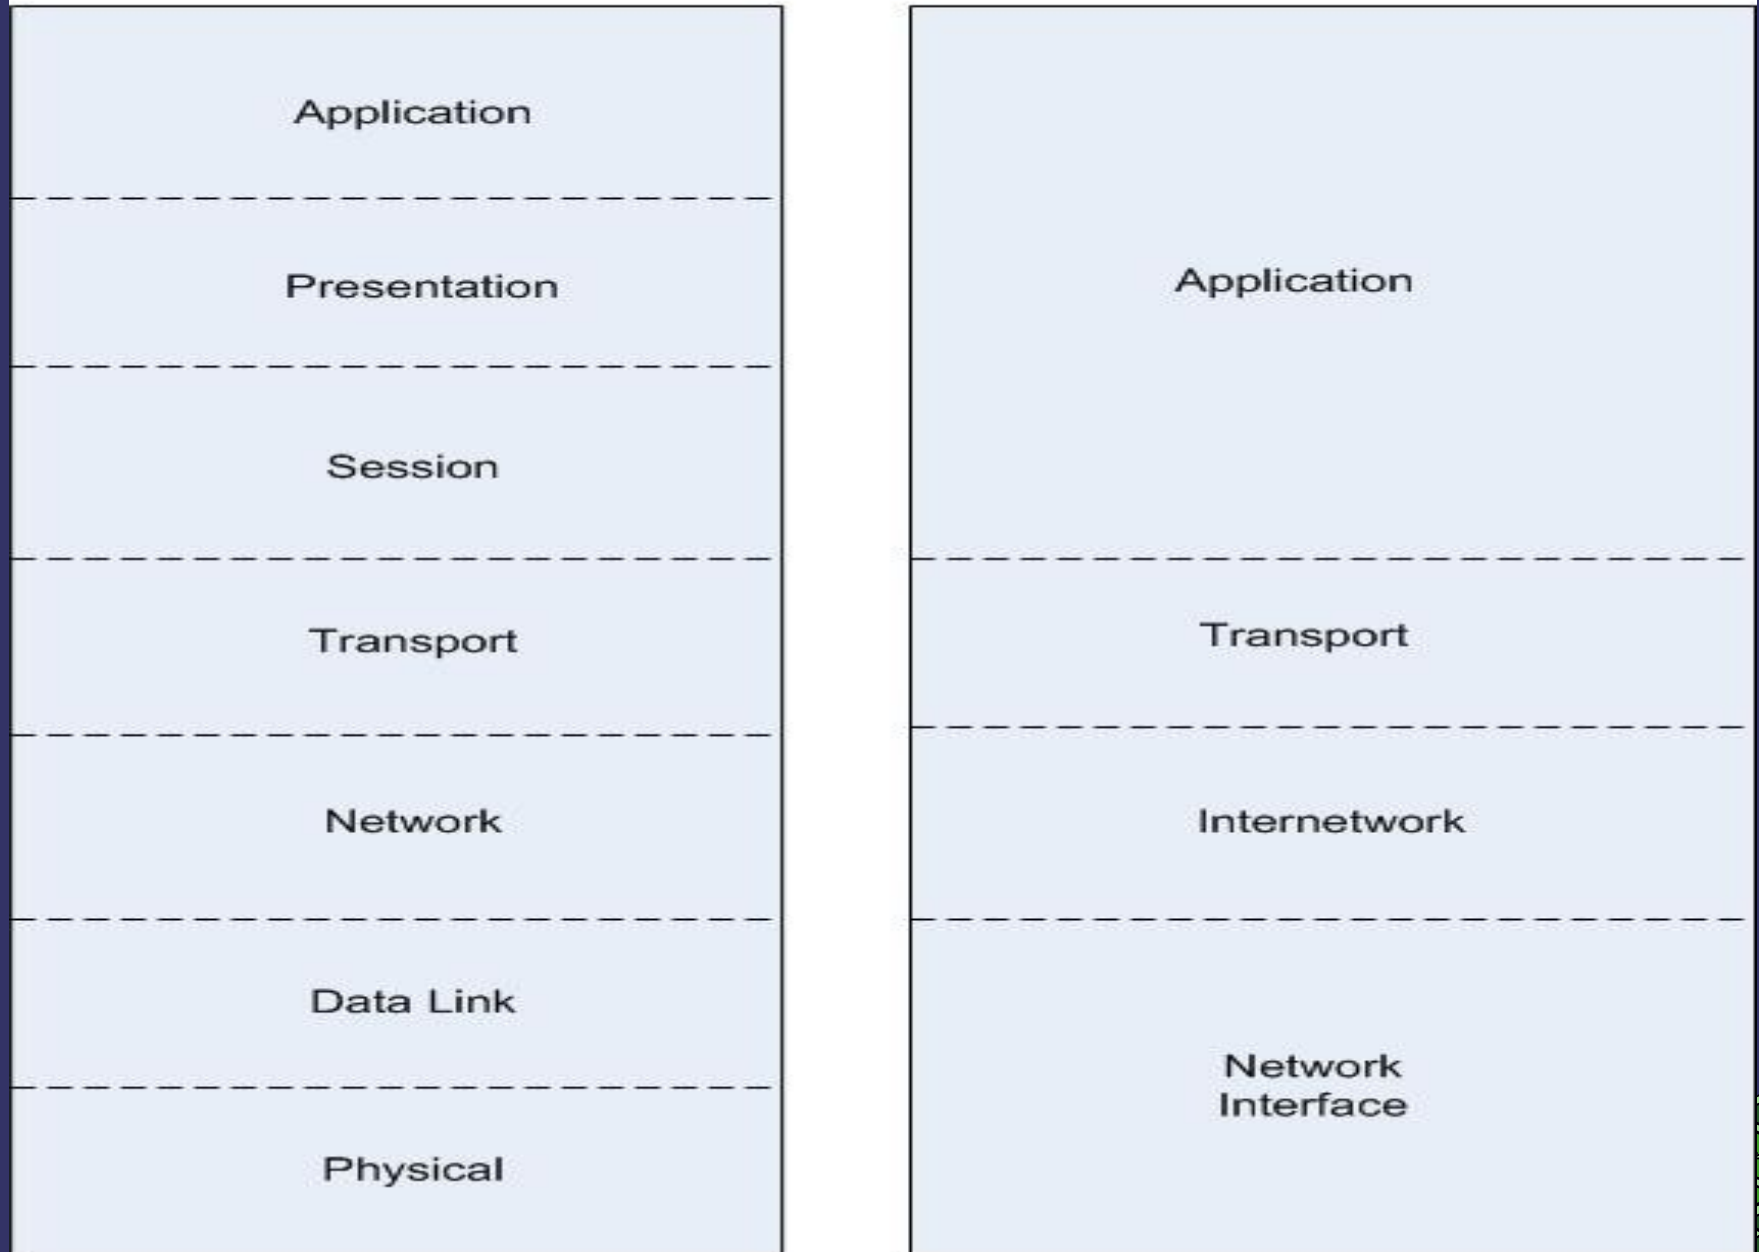 Application
Presentation
Session
Transport
Network
Data Link
Physical
Application
Transport
Internetwork
Network
Interface